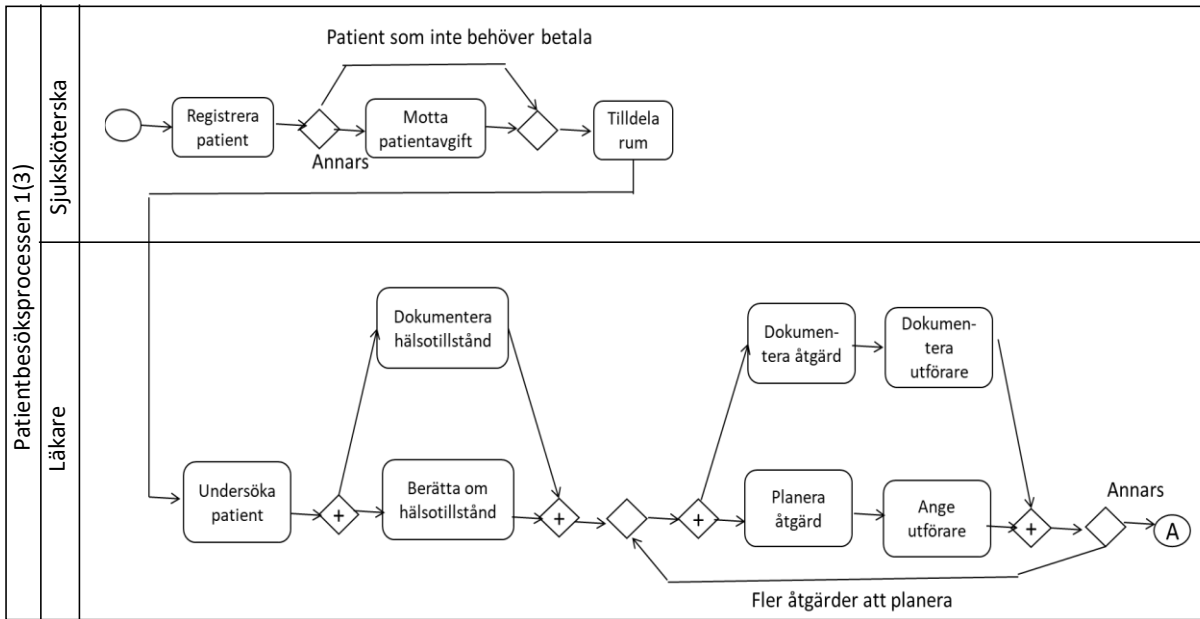 Patientbesöksprocessen 1(3)
Sjuksköterska
Patient som inte behöver betala
Registrera
patient
Annars
Motta
patientavgift
Tilldela
rum
Läkare
Undersöka
patient
+
Dokumentera
hälsotillstånd
Berätta om
hälsotillstånd
+
+
Dokumen-
tera åtgärd
Dokumen-
tera
utförare
Planera
åtgärd
Ange
utförare
+
Annars
A
Fler åtgärder att planera